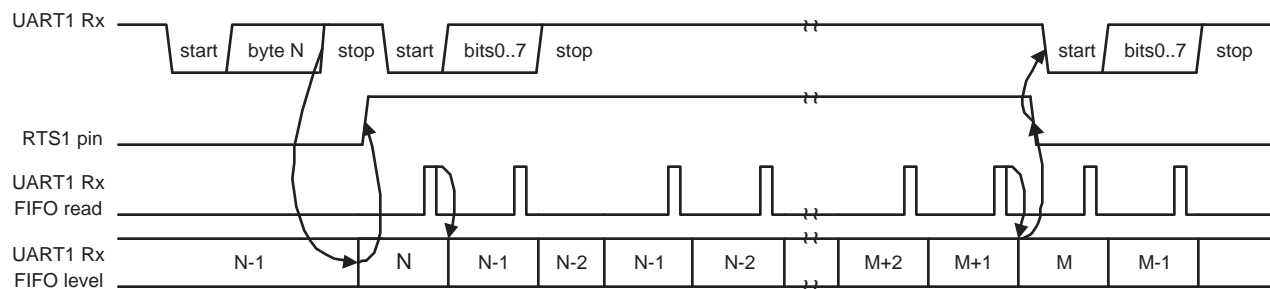 UART1 Rx
start byte N stop start bits0..7 stop start bits0..7 stop
RTS1 pin
UART1 Rx
FIFO read
UART1 Rx
FIFO level
N-1 N N-1 N-2 N-1 N-2 M+2 M+1 M M-1